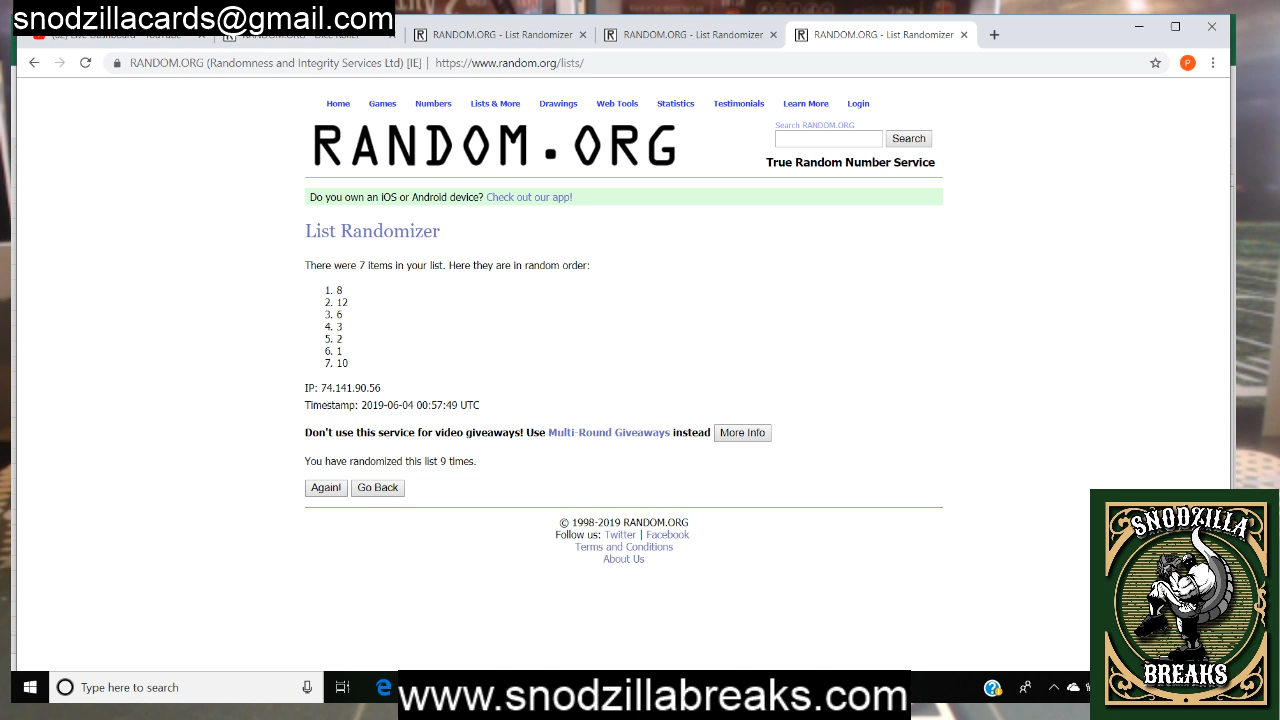 snodzillacards@gmail.com
RANDOM.ORG - List Randomizer
RANDOM.ORG - List Randomizer
RANDOM.ORG - List Randomizer
RANDOM.ORG (Randomness and Integrity Services Ltd) [IE] | https://www.random.org/lists/
P
Home Games Numbers Lists & More Drawings Web Tools Statistics Testimonials Learn More Login
RANDOM.ORG
Search RANDOM.ORG
Search
True Random Number Service
Do you own an iOS or Android device? Check out our app!
List Randomizer
There were 7 items in your list. Here they are in random order:
1. 8
2. 12
3. 6
4. 3
5. 2
6. 1
7. 10
IP: 74.141.90.56
Timestamp: 2019-06-04 00:57:49 UTC
Don't use this service for video giveaways! Use Multi-Round Giveaways instead More Info
You have randomized this list 9 times.
Again! Go Back
© 1998-2019 RANDOM.ORG
Follow us: Twitter | Facebook
Terms and Conditions
About Us
SNODZILLA
BREAKS
Type here to search
www.snodzillabreaks.com